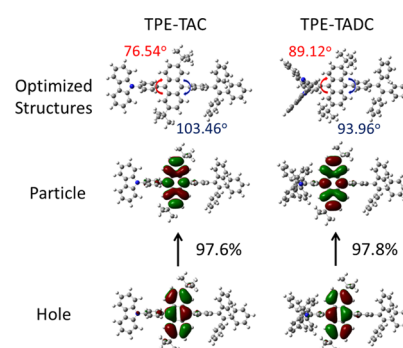 TPE-TAC TPE-TADC
76.54° 89.12°
Optimized
Structures
103.46° 93.96°
Particle
97.6% 97.8%
Hole